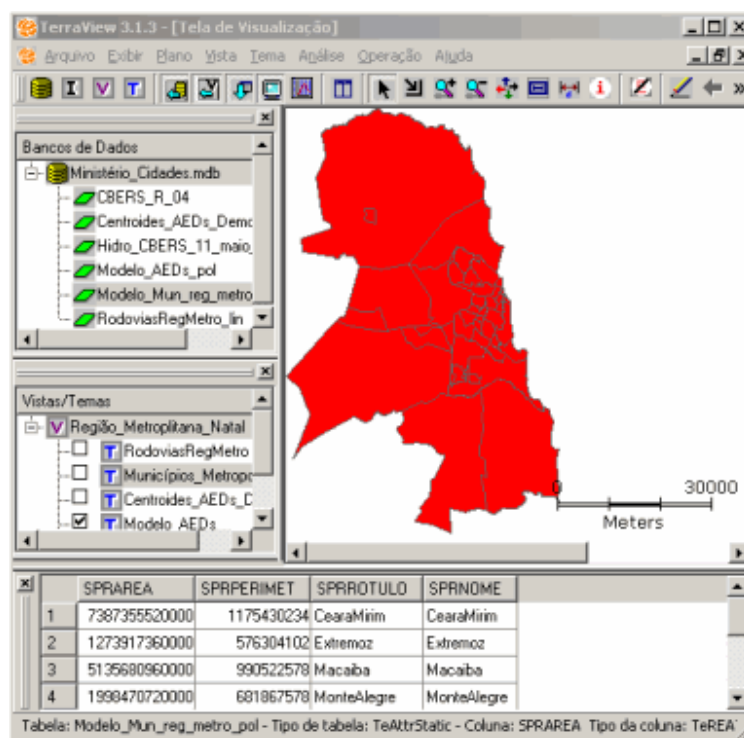 TerraView 3.1.3 - [Tela de Visualização]
Arquivo Exibir Plano Vista Tema Análise Operação Ajuda
Bancos de Dados
Ministério_Cidades.mdb
CBERS_R_04
Centroides_AEDs_Demo
Hidro_CBERS_11_maio_
Modelo_AEDs_pol
Modelo_Mun_reg_metro
RodoviasRegMetro_lin
Vistas/Temas
Região_Metroplitana_Natal
RodoviasRegMetro
Municípios_Metropo
Centroides_AEDs_D
Modelo_AEDs
0 30000
Meters
SPRAREA SPRPERIMET SPRROTULO SPRNOME
1 7387355520000 1175430234 CearaMirim CearaMirim
2 1273917360000 576304102 Extremoz Extremoz
3 5135680960000 990522578 Macaiba Macaiba
4 1998470720000 681867578 MonteAlegre MonteAlegre
Tabela: Modelo_Mun_reg_metro_pol - Tipo de tabela: TeAttrStatic - Coluna: SPRAREA Tipo da coluna: TeREA